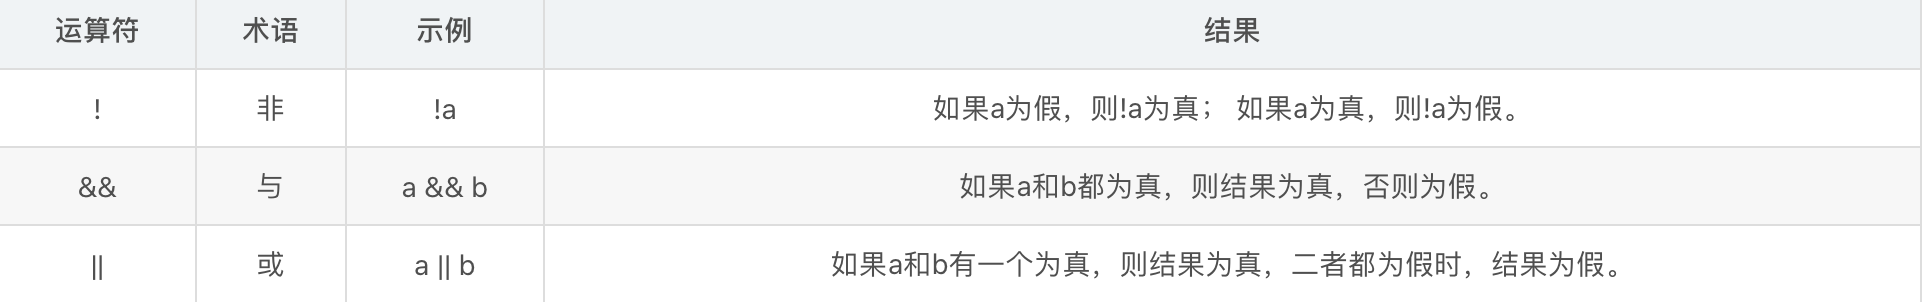 运算符 术语 示例 结果
! 非 !a 如果a为假，则!a为真； 如果a为真，则!a为假。
&& 与 a && b 如果a和b都为真，则结果为真，否则为假。
|| 或 a || b 如果a和b有一个为真，则结果为真，二者都为假时，结果为假。